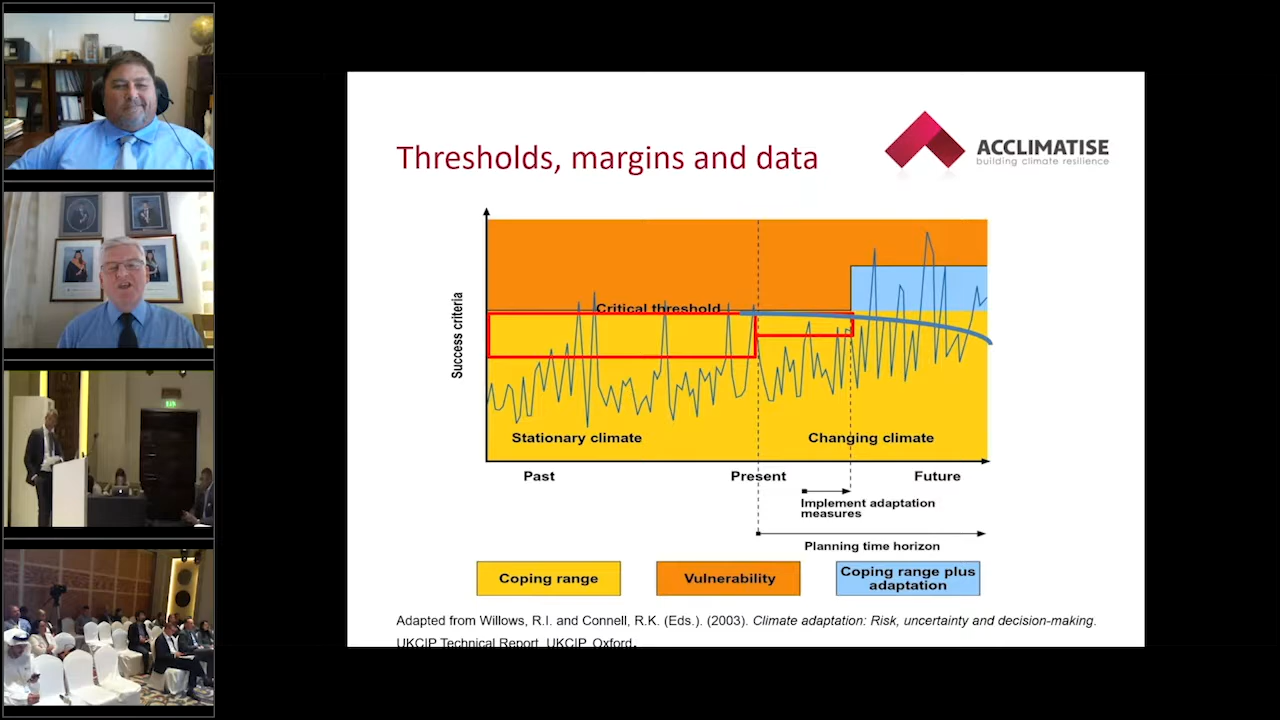 Thresholds, margins and data
ACCLIMATISE
building climate resilience
Success criteria
Critical threshold
Stationary climate
Changing climate
Past
Present
Future
Implement adaptation
measures
Planning time horizon
Coping range
Vulnerability
Coping range plus
adaptation
Adapted from Willows, R.I. and Connell, R.K. (Eds.). (2003). Climate adaptation: Risk, uncertainty and decision-making.
UKCIP Technical Report. UKCIP. Oxford.